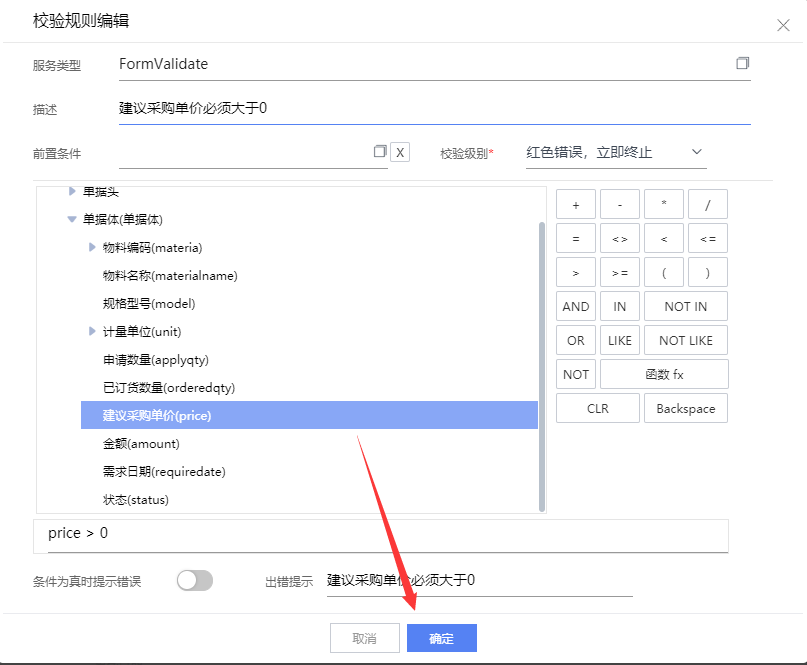 校验规则编辑
服务类型 FormValidate
描述 建议采购单价必须大于0
前置条件 X 校验级别* 红色错误，立即终止
单据头
单据体(单据体)
物料编码(materia)
物料名称(materialname)
规格型号(model)
计量单位(unit)
申请数量(applyqty)
已订货数量(orderedqty)
建议采购单价(price)
金额(amount)
需求日期(requiredate)
状态(status)
+ - * /
= <> < <=
> >= ( )
AND IN NOT IN
OR LIKE NOT LIKE
NOT 函数 fx
CLR Backspace
price > 0
条件为真时提示错误 出错提示 建议采购单价必须大于0
取消 确定